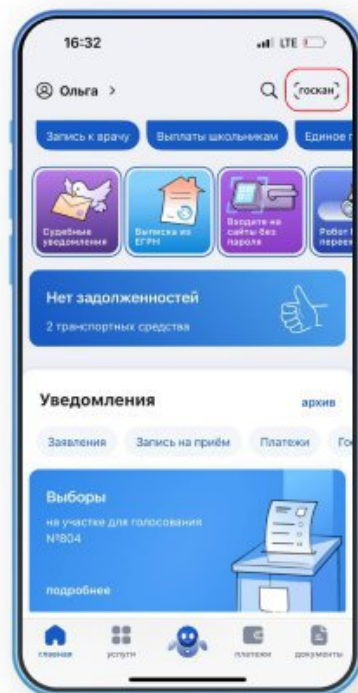 16:32
LTE
Ольга >
госкан
Запись к врачу
Выплаты школьникам
Единое
Судебные
уведомления
Выписка из
ЕГРН
Входите на
сайты без
пароля
Робот
Нет задолженностей
2 транспортных средства
Уведомления
архив
Заявления
Запись на приём
Платежи
Го
Выборы
на участке для голосования
№804
подробнее
главная
услуги
платежи
документы